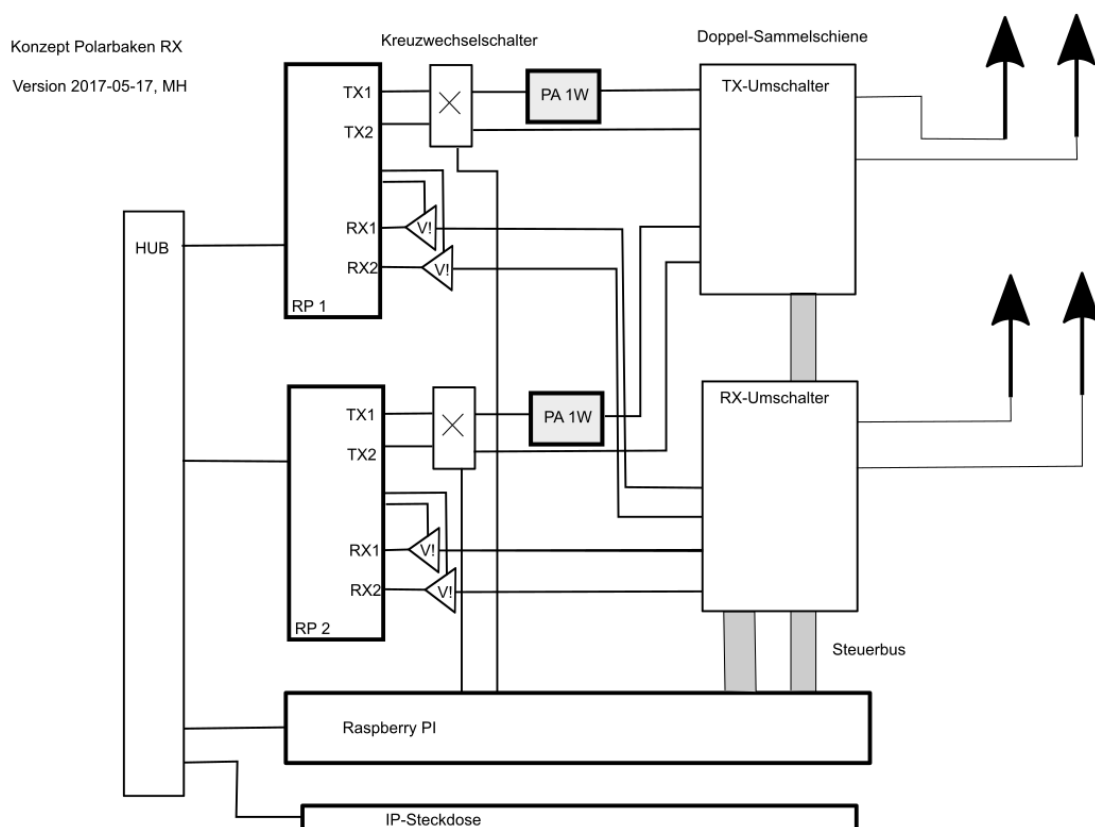 Konzept Polarbaken RX
Version 2017-05-17, MH
Kreuzwechselschalter
Doppel-Sammelschiene
TX1
TX2
RX1
RX2
RP 1
V!
V!
PA 1W
TX-Umschalter
HUB
TX1
TX2
RX1
RX2
RP 2
V!
V!
PA 1W
RX-Umschalter
Steuerbus
Raspberry PI
IP-Steckdose